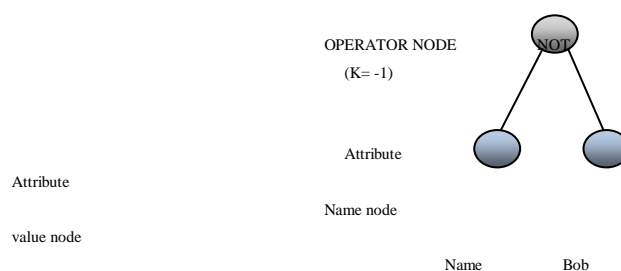 OPERATOR NODE NOT
(K= -1)
Attribute
Attribute
Name node
value node
Name Bob